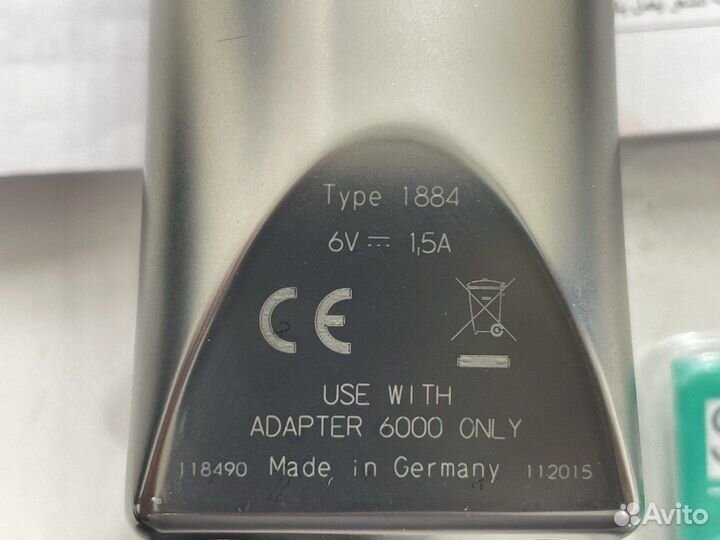 Type 1884
6V ⎓ 1,5A
CE
USE WITH
ADAPTER 6000 ONLY
118490 Made in Germany 112015
Avito